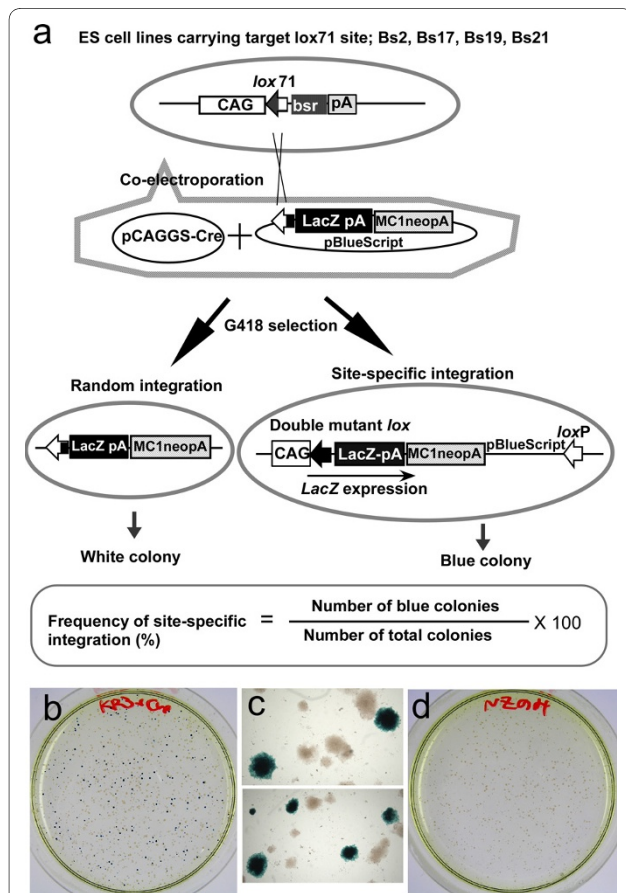 a
ES cell lines carrying target lox71 site; Bs2, Bs17, Bs19, Bs21
lox71
CAG bsr pA
Co-electroporation
pCAGGS-Cre + LacZ pA MC1neopA
pBlueScript
G418 selection
Random integration
Site-specific integration
LacZ pA MC1neopA
Double mutant lox
loxP
CAG LacZ-pA MC1neopA pBlueScript
LacZ expression
White colony
Blue colony
Frequency of site-specific integration (%) = Number of blue colonies / Number of total colonies X 100
b
c
d